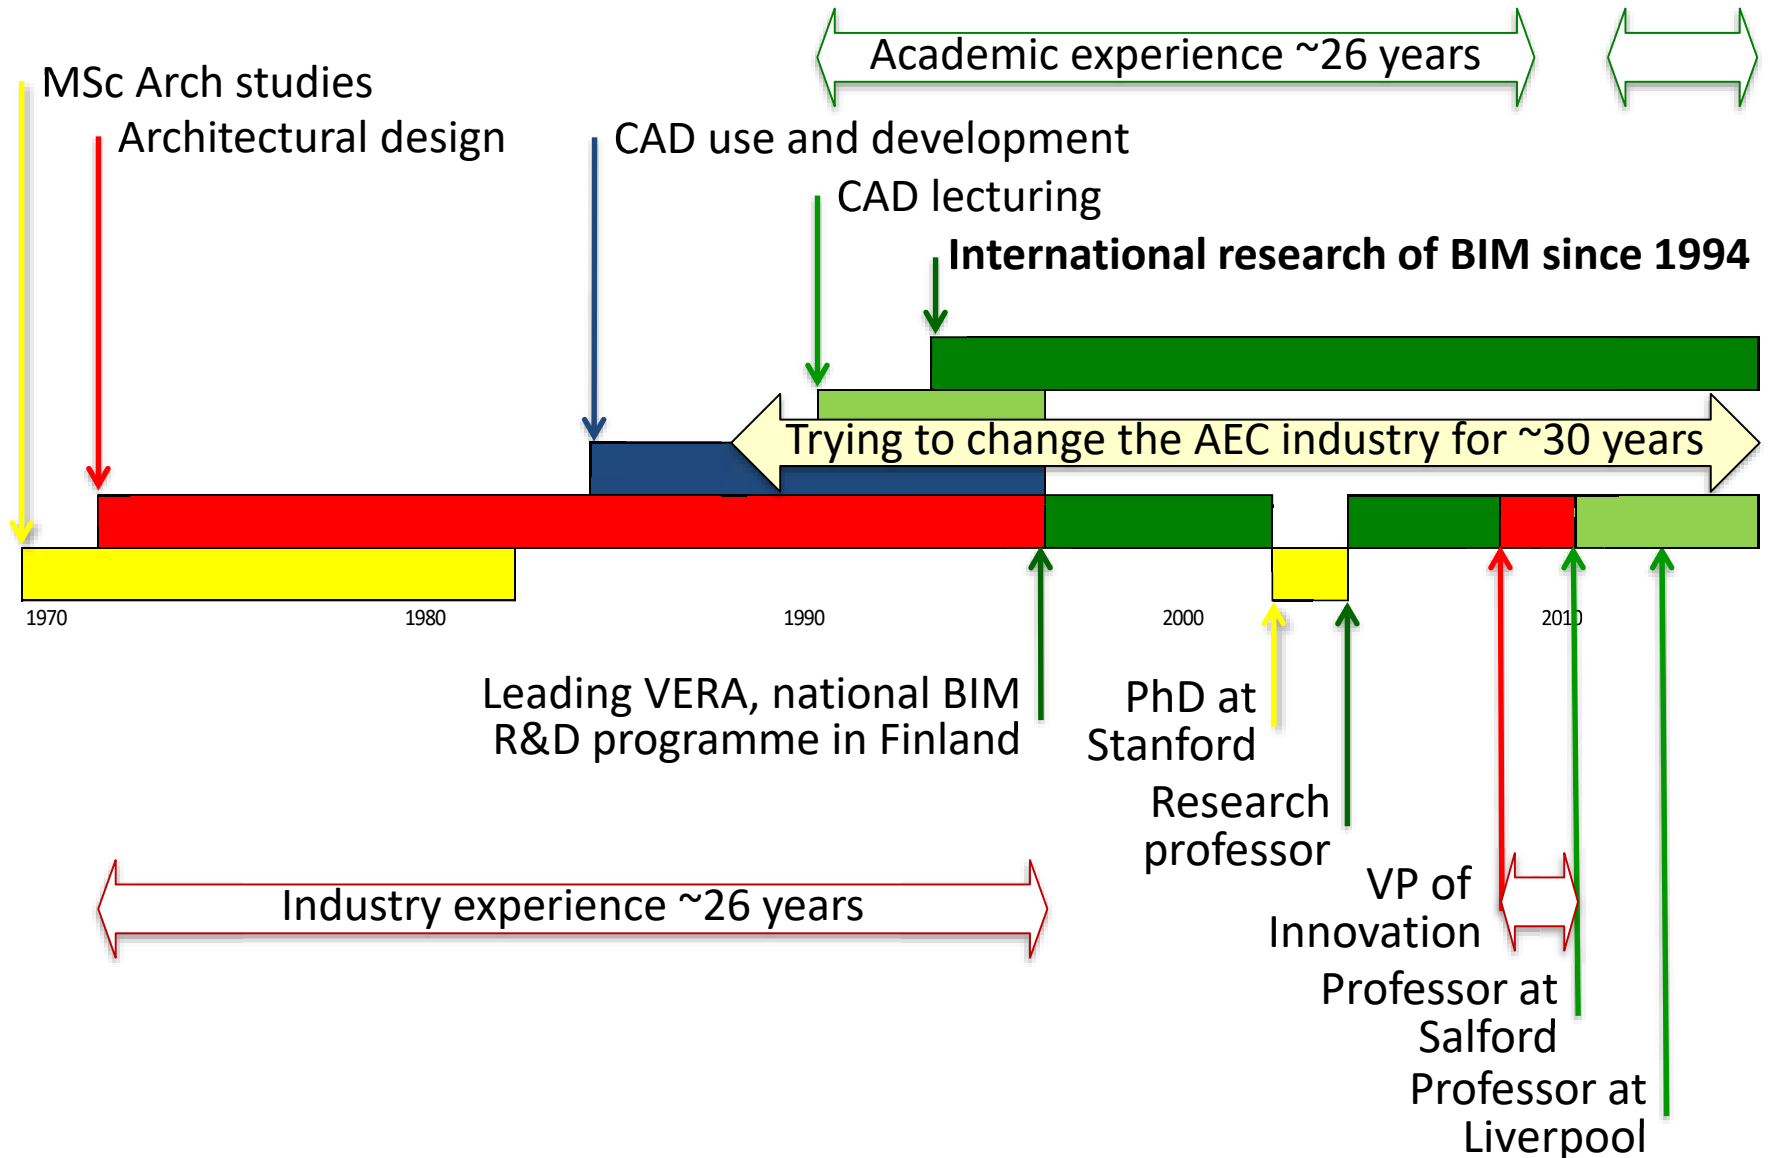 Academic experience ~26 years
MSc Arch studies
Architectural design
CAD use and development
CAD lecturing
International research of BIM since 1994
Trying to change the AEC industry for ~30 years
1970
1980
1990
2000
2010
Leading VERA, national BIM
R&D programme in Finland
PhD at
Stanford
Research
professor
Industry experience ~26 years
VP of
Innovation
Professor at
Salford
Professor at
Liverpool